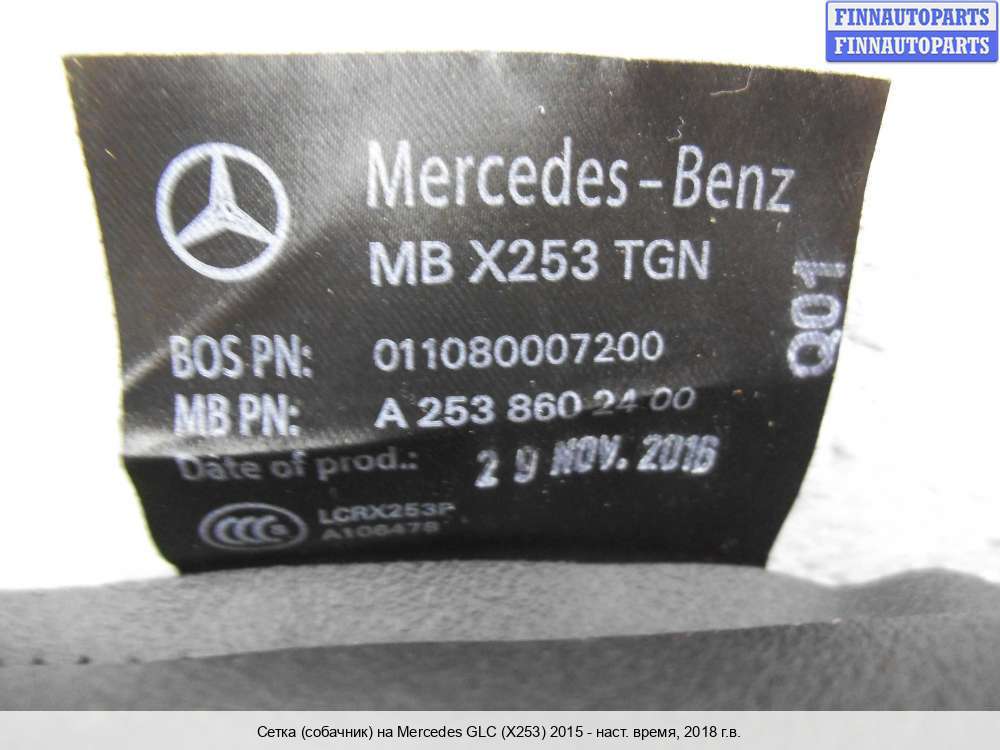 FINNAUTOPARTS
FINNAUTOPARTS
Mercedes-Benz
MB X253 TGN
Q01
BOS PN: 011080007200
MB PN: A 253 860 24 00
Date of prod.: 29 NOV. 2016
CCC
LCRX253P
A106478
Сетка (собачник) на Mercedes GLC (X253) 2015 - наст. время, 2018 г.в.